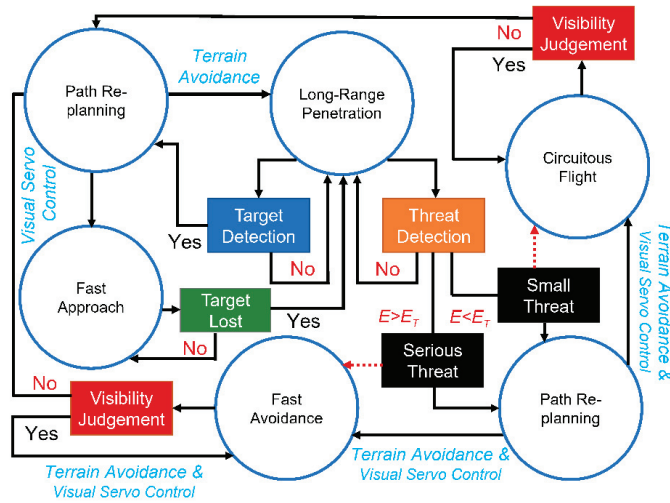 No
Visibility
Judgement
Yes
Terrain
Avoidance
Path Re-
planning
Long-Range
Penetration
Circuitous
Flight
Visual Servo
Control
Yes
Target
Detection
No
Threat
Detection
No
Terrain Avoidance &
Visual Servo Control
Fast
Approach
Target
Lost
Yes
No
E>E_T
E<E_T
Small
Threat
Serious
Threat
No
Visibility
Judgement
Yes
Fast
Avoidance
Path Re-
planning
Terrain Avoidance &
Visual Servo Control
Terrain Avoidance &
Visual Servo Control